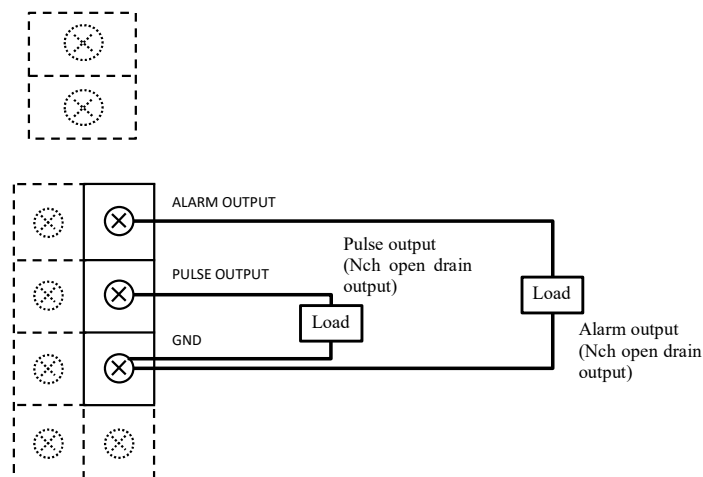 ALARM OUTPUT
Pulse output
(Nch open drain
output)
PULSE OUTPUT
Load
Load
GND
Alarm output
(Nch open drain
output)